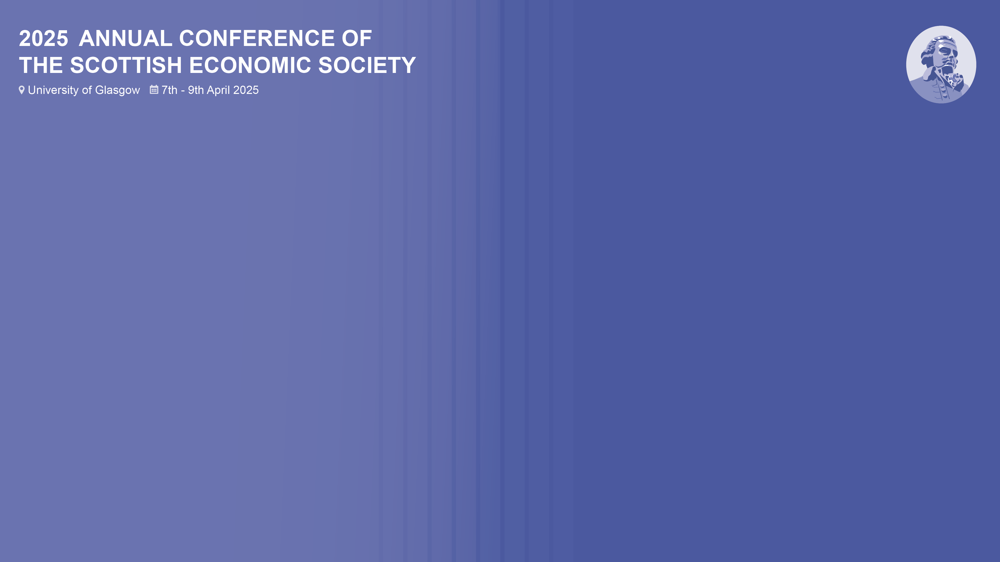 2025 ANNUAL CONFERENCE OF
THE SCOTTISH ECONOMIC SOCIETY
University of Glasgow 7th - 9th April 2025